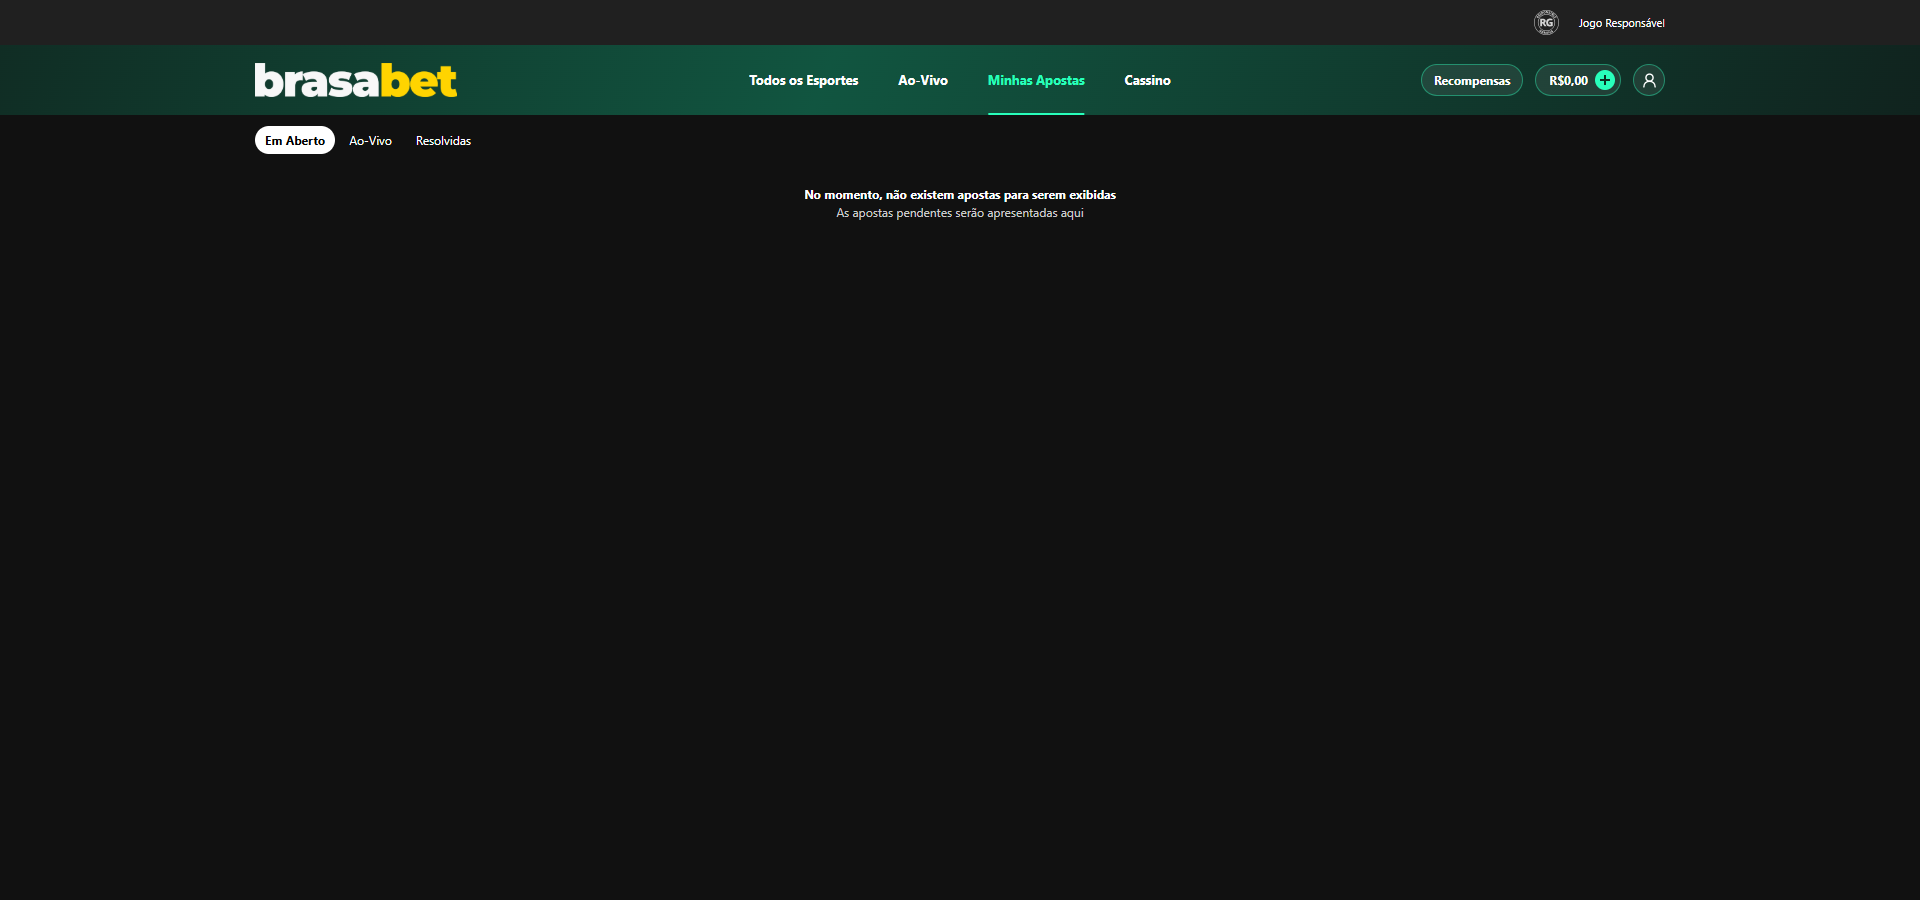 RG
Jogo Responsável
brasabet
Todos os Esportes
Ao-Vivo
Minhas Apostas
Cassino
Recompensas
R$0,00
Em Aberto
Ao-Vivo
Resolvidas
No momento, não existem apostas para serem exibidas
As apostas pendentes serão apresentadas aqui